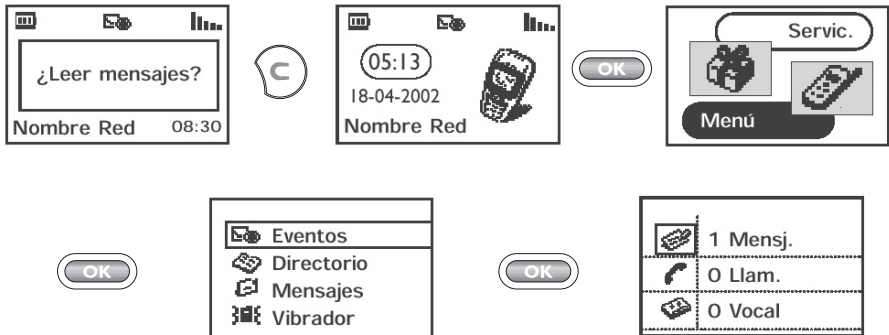 ¿Leer mensajes?
Nombre Red 08:30
C
05:13
18-04-2002
Nombre Red
OK
Servic.
Menú
OK
Eventos
Directorio
Mensajes
Vibrador
OK
1 Mensj.
0 Llam.
0 Vocal